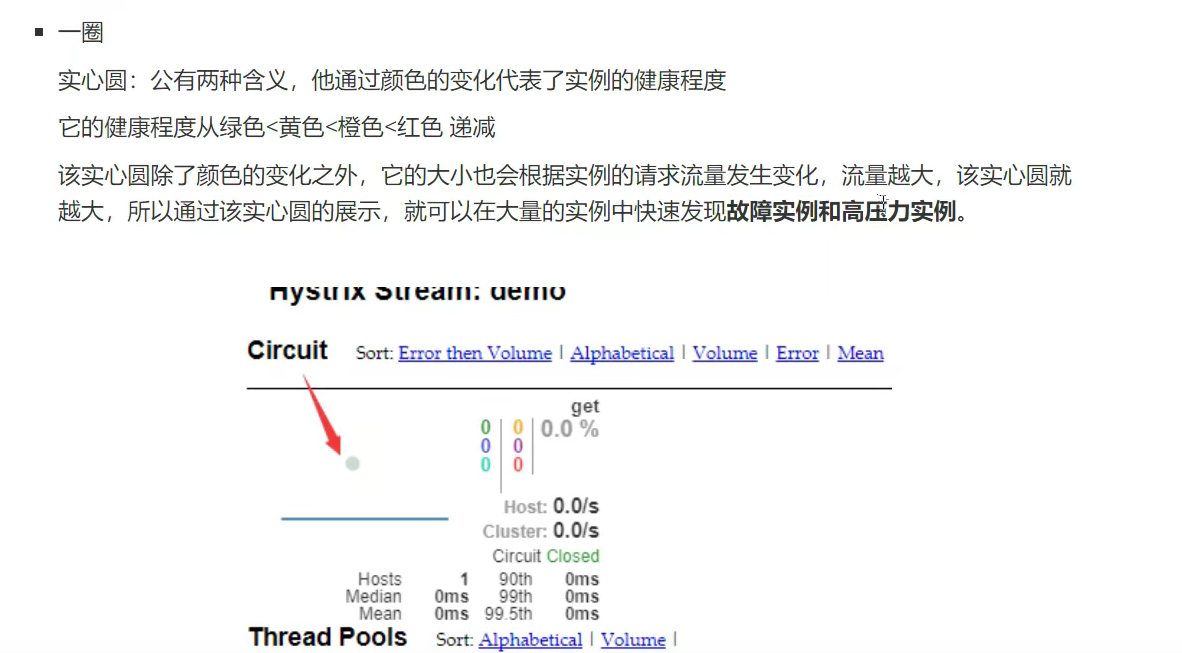 一圈
实心圆：公有两种含义，他通过颜色的变化代表了实例的健康程度
它的健康程度从绿色<黄色<橙色<红色 递减
该实心圆除了颜色的变化之外，它的大小也会根据实例的请求流量发生变化，流量越大，该实心圆就
越大，所以通过该实心圆的展示，就可以在大量的实例中快速发现故障实例和高压力实例。
Hystrix Stream: demo
Circuit Sort: Error then Volume | Alphabetical | Volume | Error | Mean
get
0 0 0.0 %
0 0
0 0
Host: 0.0/s
Cluster: 0.0/s
Circuit Closed
Hosts 1 90th 0ms
Median 0ms 99th 0ms
Mean 0ms 99.5th 0ms
Thread Pools Sort: Alphabetical | Volume |